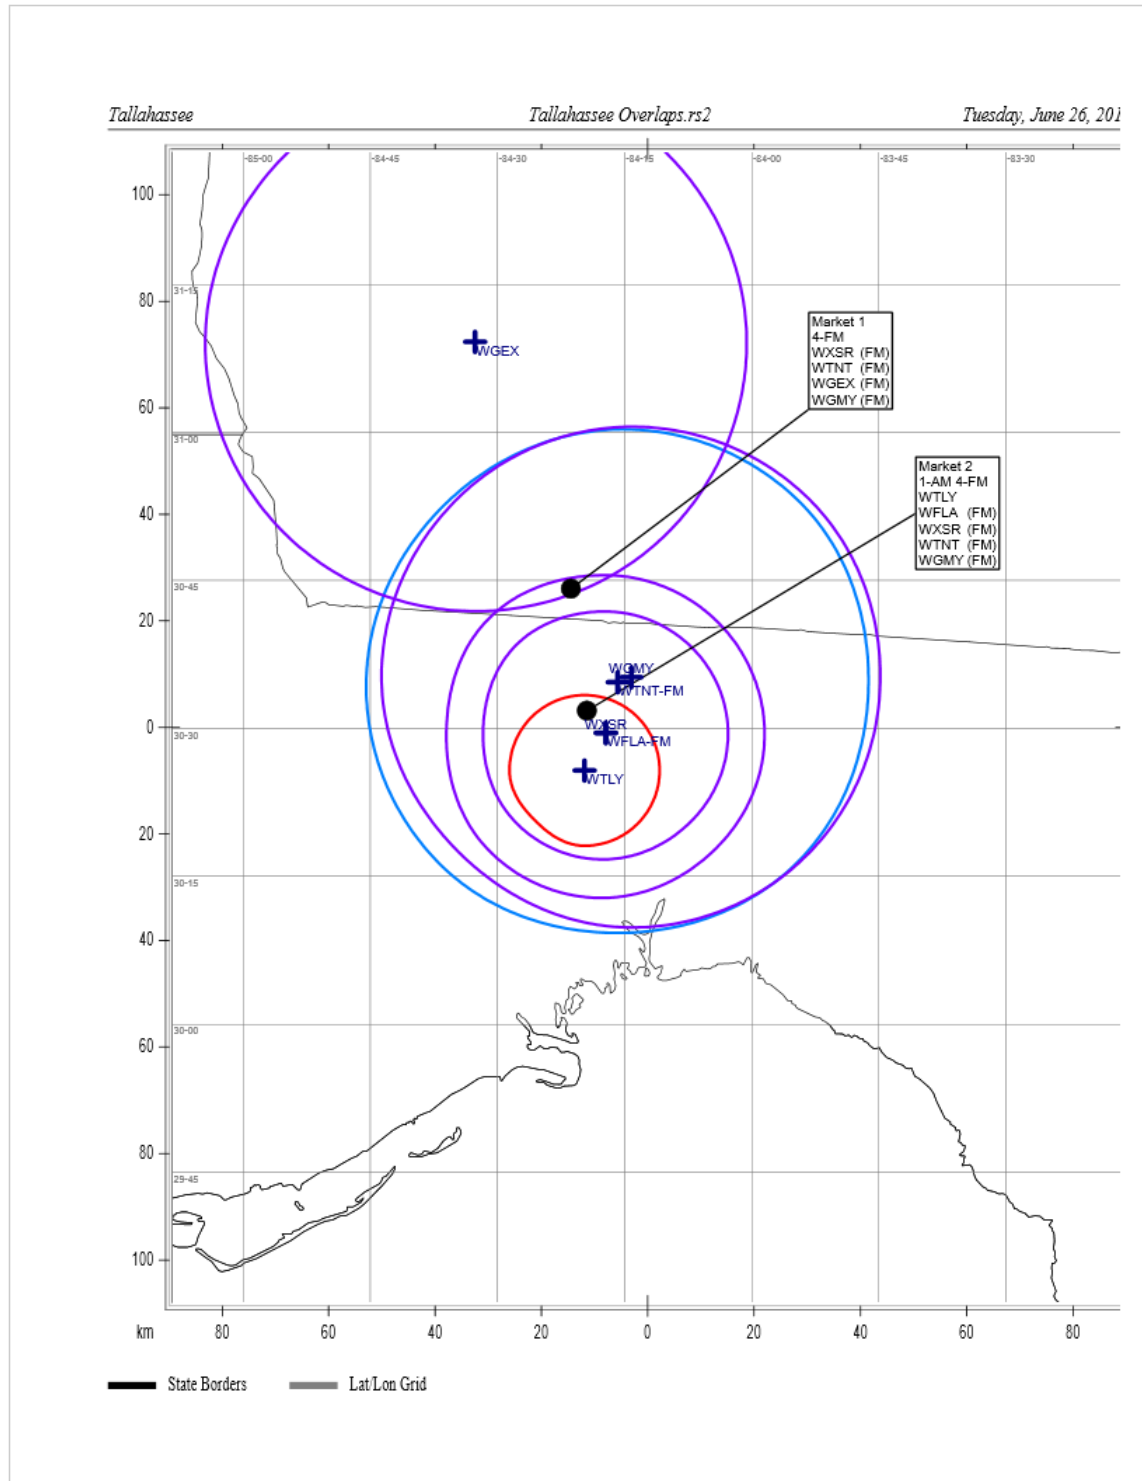 Tallahassee Tallahassee Overlaps.rs2 Tuesday, June 26, 201
-85-00 -84-45 -84-30 -84-15 -84-00 -83-45 -83-30
100
31-15
80
WGEX
Market 1
4-FM
WXSR (FM)
WTNT (FM)
WGEX (FM)
WGMY (FM)
60
31-00
Market 2
1-AM 4-FM
WTLY
WFLA (FM)
WXSR (FM)
WTNT (FM)
WGMY (FM)
40
30-45
20
WGMY
WTNT-FM
WXSR
0
30-30
WFLA-FM
WTLY
20
30-15
40
30-00
60
80
29-45
100
km 80 60 40 20 0 20 40 60 80
State Borders Lat/Lon Grid